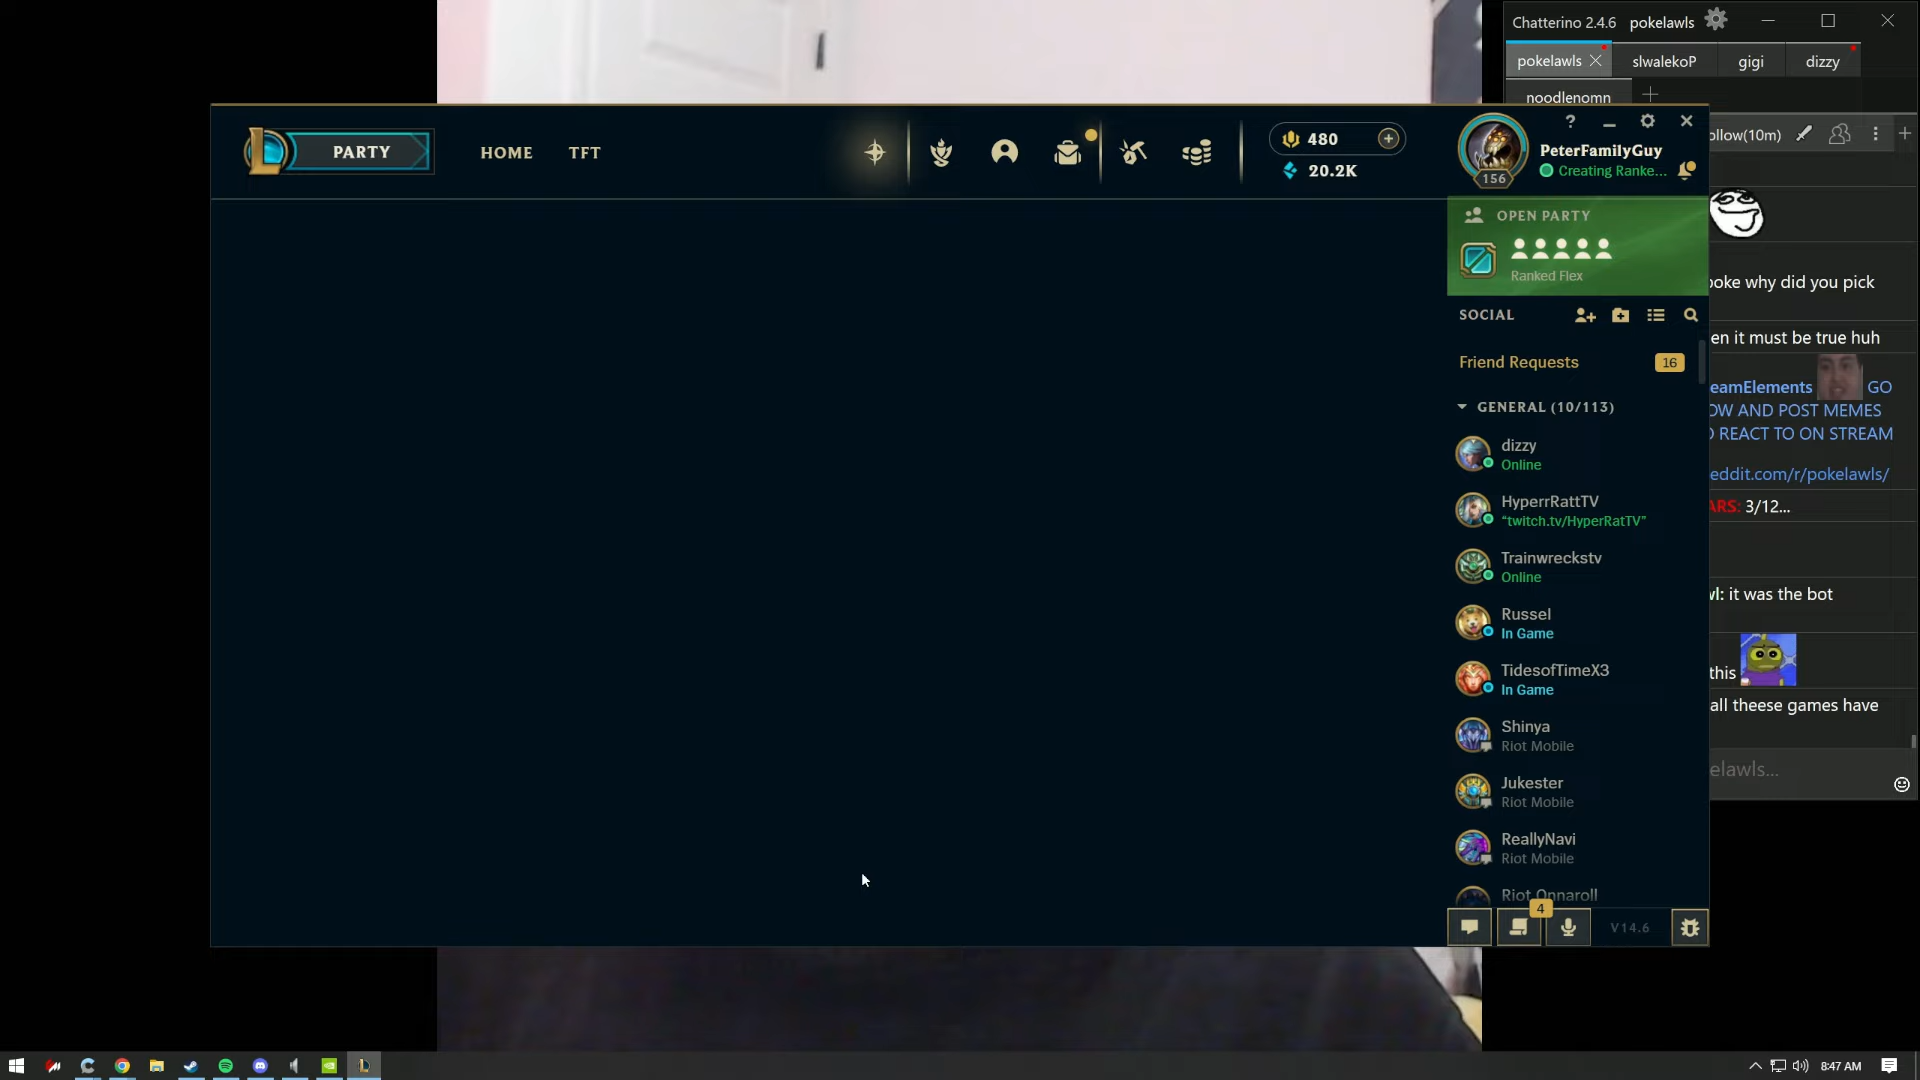 Chatterino 2.4.6 pokelawls
pokelawls slwalekoP gigi dizzy
noodlenomn
PARTY
HOME
TFT
480
20.2K
156
PeterFamilyGuy
Creating Ranke...
OPEN PARTY
Ranked Flex
SOCIAL
Friend Requests 16
GENERAL (10/113)
dizzy
Online
HyperrRattTV
“twitch.tv/HyperRatTV”
Trainwreckstv
Online
Russel
In Game
TidesofTimeX3
In Game
Shinya
Riot Mobile
Jukester
Riot Mobile
ReallyNavi
Riot Mobile
Riot Onnaroll
4
V14.6
ollow(10m)
oke why did you pick
en it must be true huh
eamElements GO
OW AND POST MEMES
O REACT TO ON STREAM
eddit.com/r/pokelawls/
ARS: 3/12...
vl: it was the bot
this
all theese games have
elawls...
8:47 AM